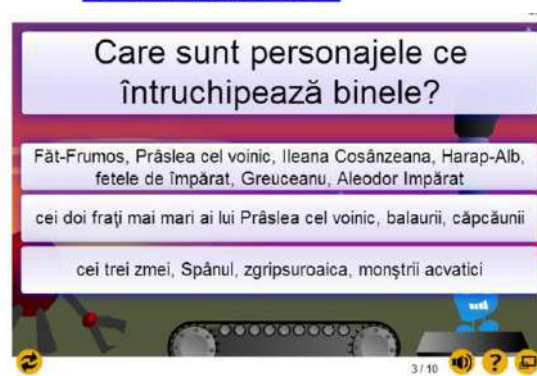 Care sunt personajele ce
întruchipează binele?
Făt-Frumos, Prâslea cel voinic, Ileana Cosânzeana, Harap-Alb,
fetele de împărat, Greuceanu, Aleodor Impărat
cei doi frați mai mari ai lui Prâslea cel voinic, balaurii, căpcăunii
cei trei zmei, Spânul, zgripsuroaica, monștrii acvatici
3 / 10